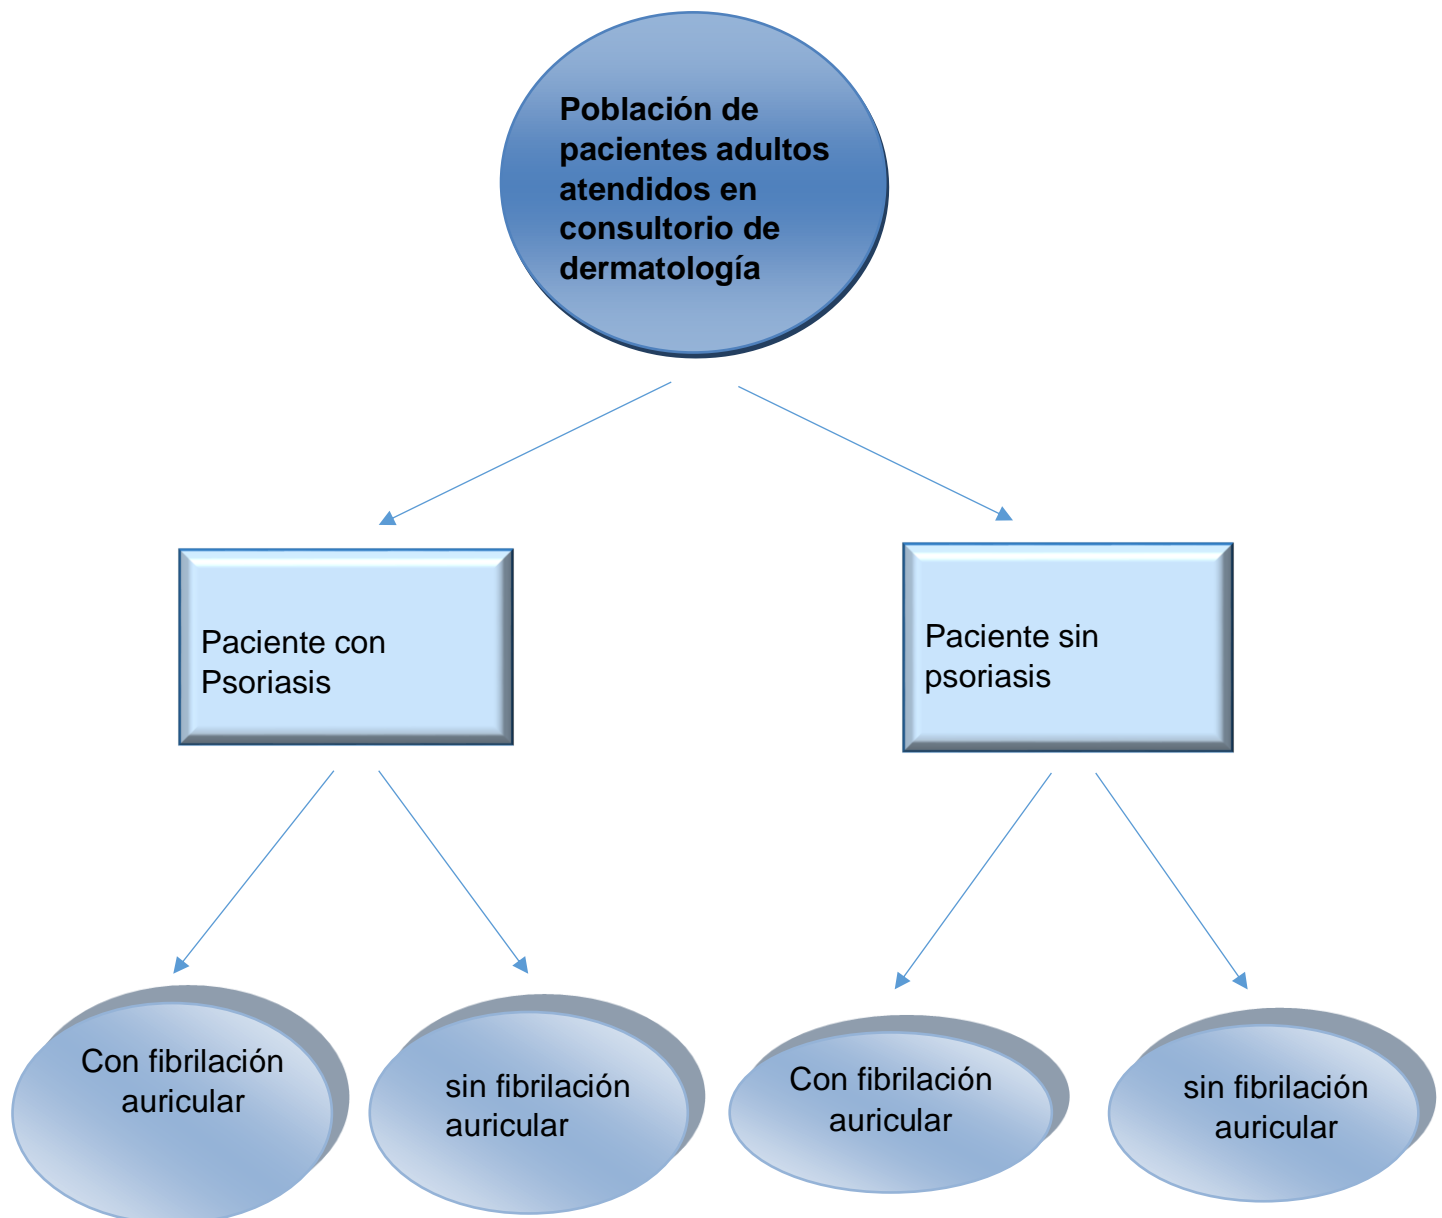 Población de
pacientes adultos
atendidos en
consultorio de
dermatología
Paciente con
Psoriasis
Paciente sin
psoriasis
Con fibrilación
auricular
sin fibrilación
auricular
Con fibrilación
auricular
sin fibrilación
auricular